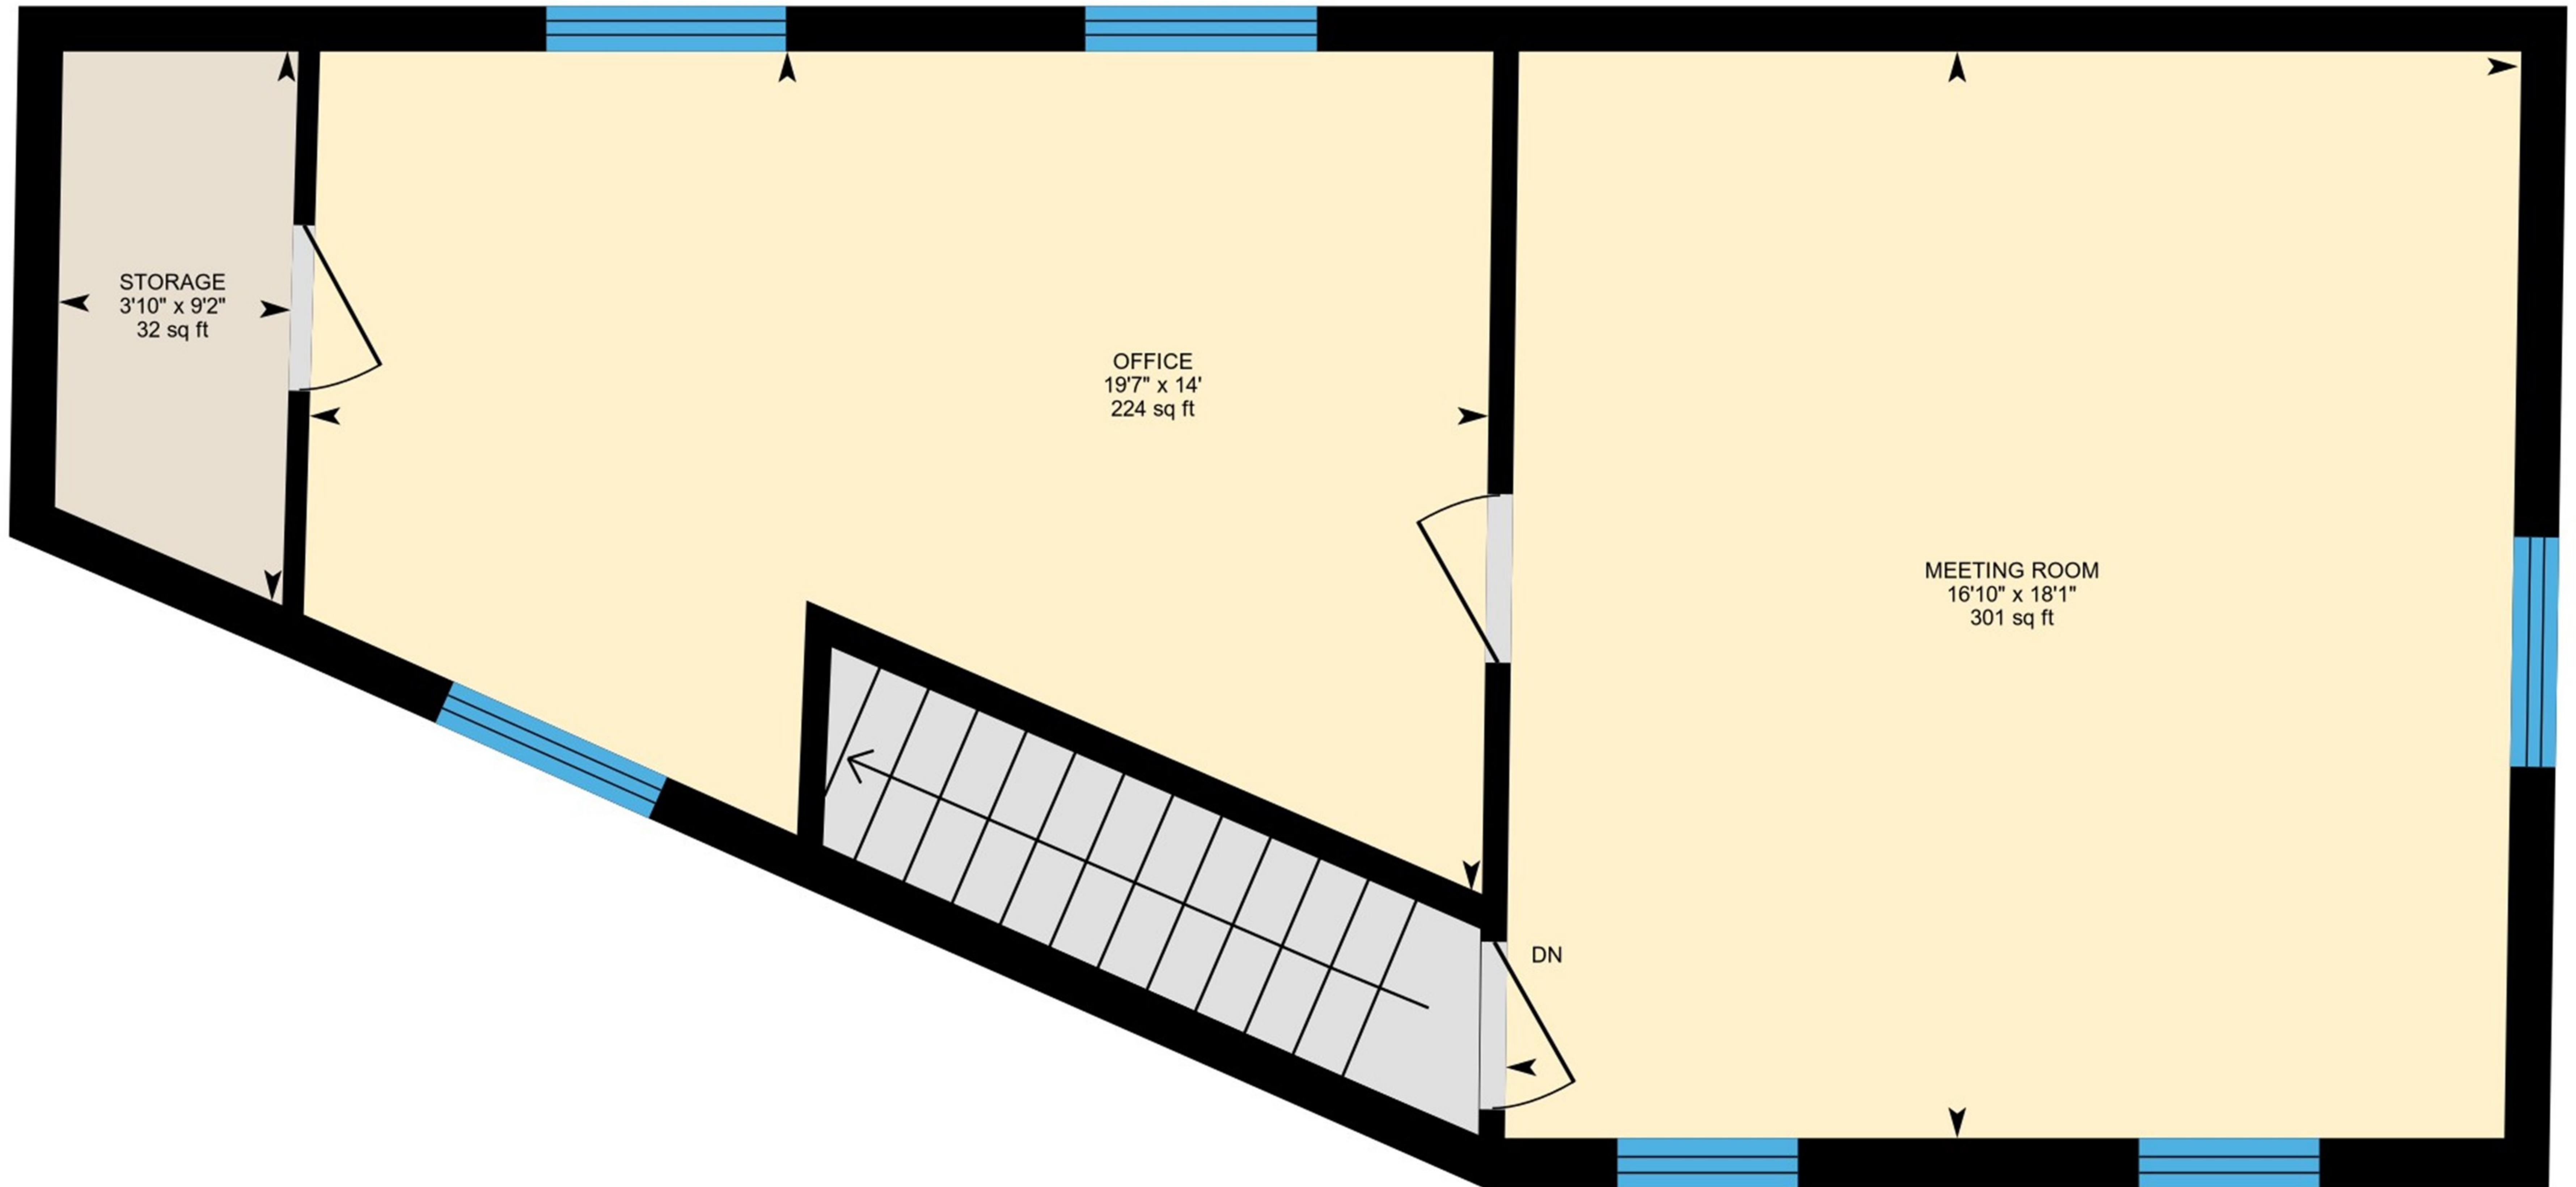 STORAGE
3'10" x 9'2"
32 sq ft
OFFICE
19'7" x 14'
224 sq ft
MEETING ROOM
16'10" x 18'1"
301 sq ft
DN